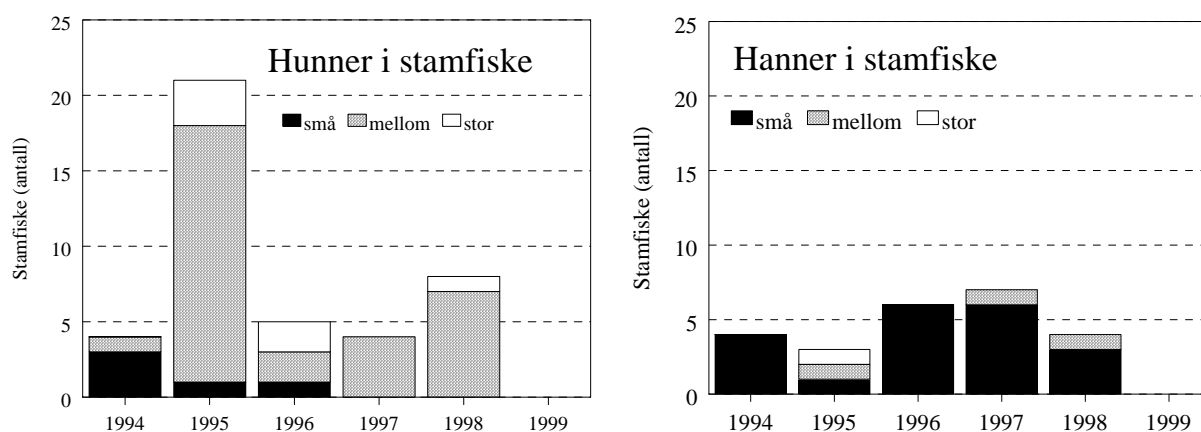 Hunner i stamfiske
små mellom stor
Stamfiske (antall)
25
20
15
10
5
0
1994 1995 1996 1997 1998 1999
Hanner i stamfiske
små mellom stor
Stamfiske (antall)
25
20
15
10
5
0
1994 1995 1996 1997 1998 1999